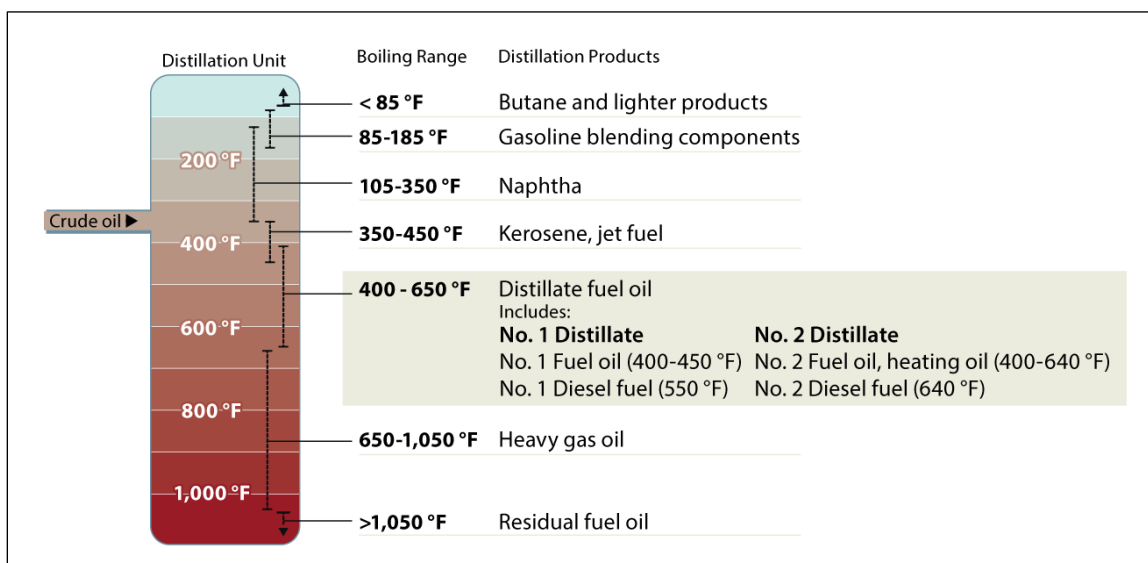 Distillation Unit
Boiling Range
Distillation Products
< 85 °F Butane and lighter products
85-185 °F Gasoline blending components
200 °F
105-350 °F Naphtha
Crude oil ▶
350-450 °F Kerosene, jet fuel
400 °F
400 - 650 °F Distillate fuel oil
Includes:
600 °F
No. 1 Distillate No. 2 Distillate
No. 1 Fuel oil (400-450 °F) No. 2 Fuel oil, heating oil (400-640 °F)
No. 1 Diesel fuel (550 °F) No. 2 Diesel fuel (640 °F)
800 °F
650-1,050 °F Heavy gas oil
1,000 °F
>1,050 °F Residual fuel oil